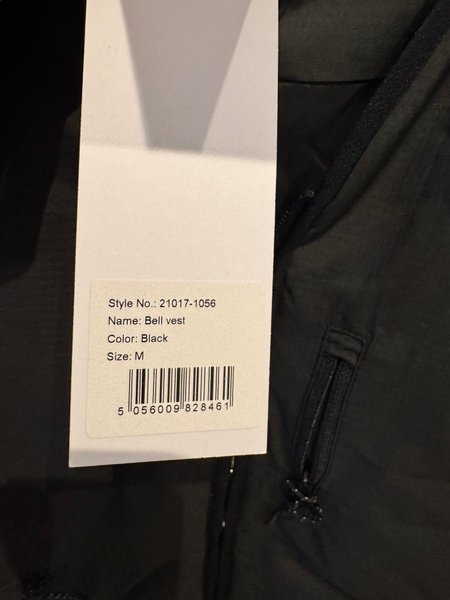 Style No.: 21017-1056
Name: Bell vest
Color: Black
Size: M
5 056009 828461